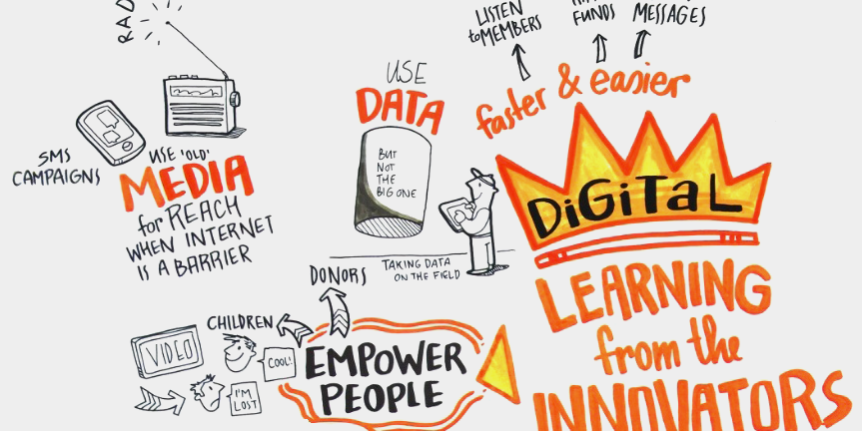 RAD
SMS
CAMPAIGNS
USE 'OLD'
MEDIA
for REACH
WHEN INTERNET
IS A BARRIER
USE
DATA
BUT
NOT
THE
BIG ONE
TAKING DATA
ON THE FIELD
LISTEN
to MEMBERS
FUNDS
MESSAGES
faster & easier
DiGiTaL
LEARNING
from the
INNOVATORS
DONORS
CHILDREN
VIDEO
COOL!
I'M
LOST
EMPOWER
PEOPLE